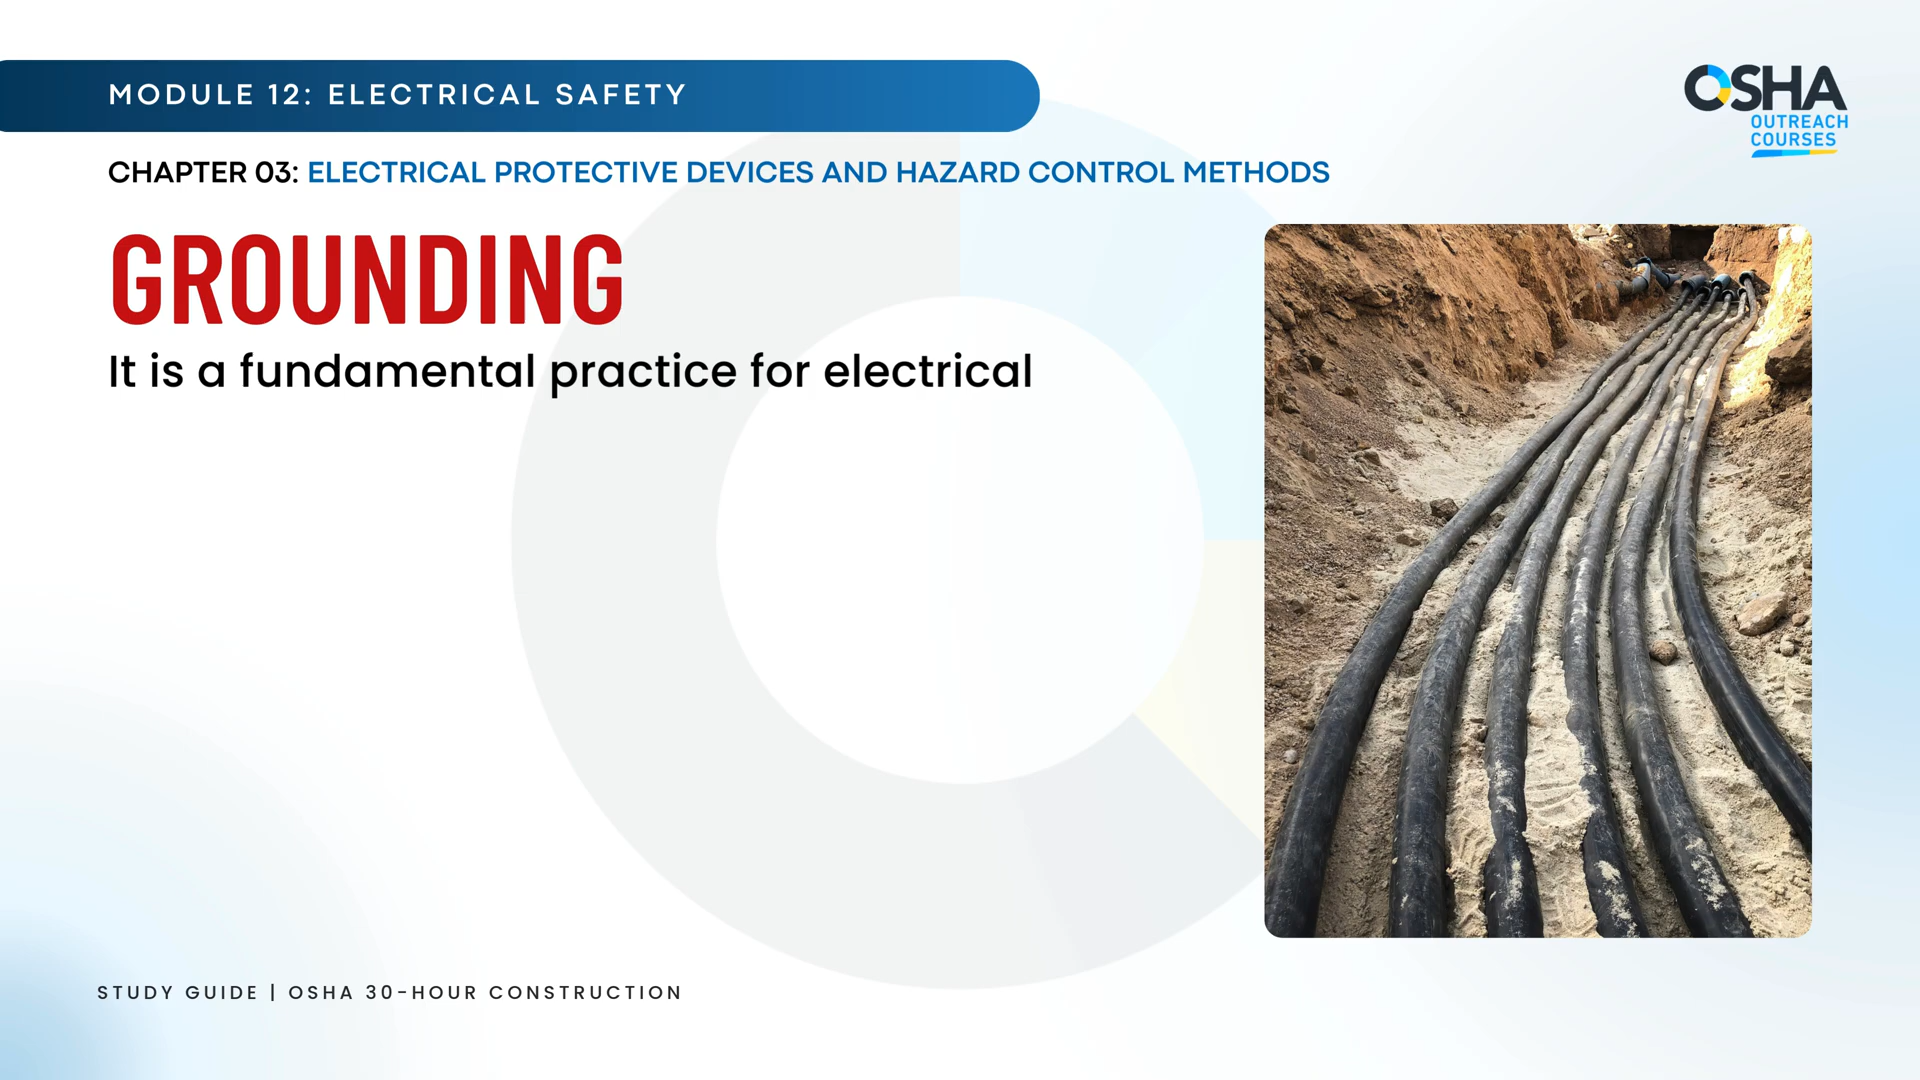 MODULE 12: ELECTRICAL SAFETY
OSHA
OUTREACH
COURSES
CHAPTER 03: ELECTRICAL PROTECTIVE DEVICES AND HAZARD CONTROL METHODS
GROUNDING
It is a fundamental practice for electrical
STUDY GUIDE | OSHA 30-HOUR CONSTRUCTION